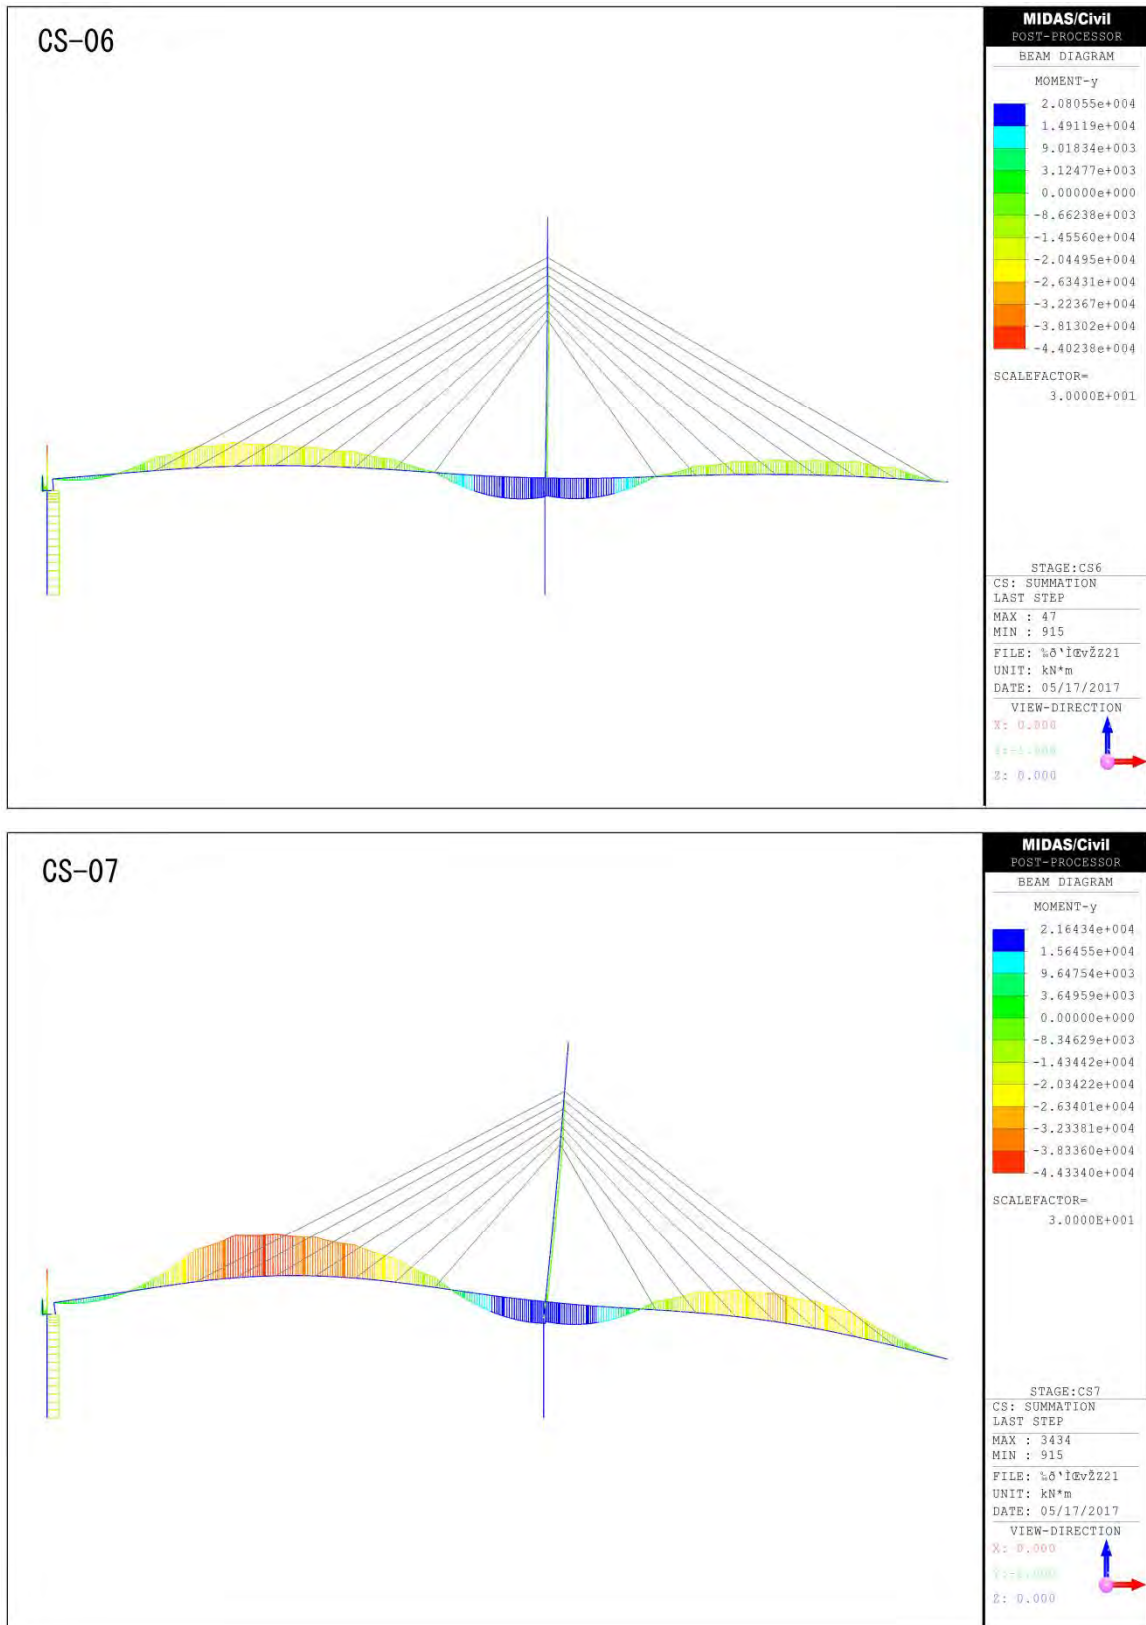 CS-06
MIDAS/Civil
POST-PROCESSOR
BEAM DIAGRAM
MOMENT-y
2.08055e+004
1.49119e+004
9.01834e+003
3.12477e+003
0.00000e+000
-8.66238e+003
-1.45560e+004
-2.04495e+004
-2.63431e+004
-3.22367e+004
-3.81302e+004
-4.40238e+004
SCALEFACTOR=
3.0000E+001
STAGE:CS6
CS: SUMMATION
LAST STEP
MAX : 47
MIN : 915
FILE:
UNIT: kN*m
DATE: 05/17/2017
VIEW-DIRECTION
X: 0.000
Z: 0.000
CS-07
MIDAS/Civil
POST-PROCESSOR
BEAM DIAGRAM
MOMENT-y
2.16434e+004
1.56455e+004
9.64754e+003
3.64959e+003
0.00000e+000
-8.34629e+003
-1.43442e+004
-2.03422e+004
-2.63401e+004
-3.23381e+004
-3.83360e+004
-4.43340e+004
SCALEFACTOR=
3.0000E+001
STAGE:CS7
CS: SUMMATION
LAST STEP
MAX : 3434
MIN : 915
FILE:
UNIT: kN*m
DATE: 05/17/2017
VIEW-DIRECTION
X: 0.000
Z: 0.000